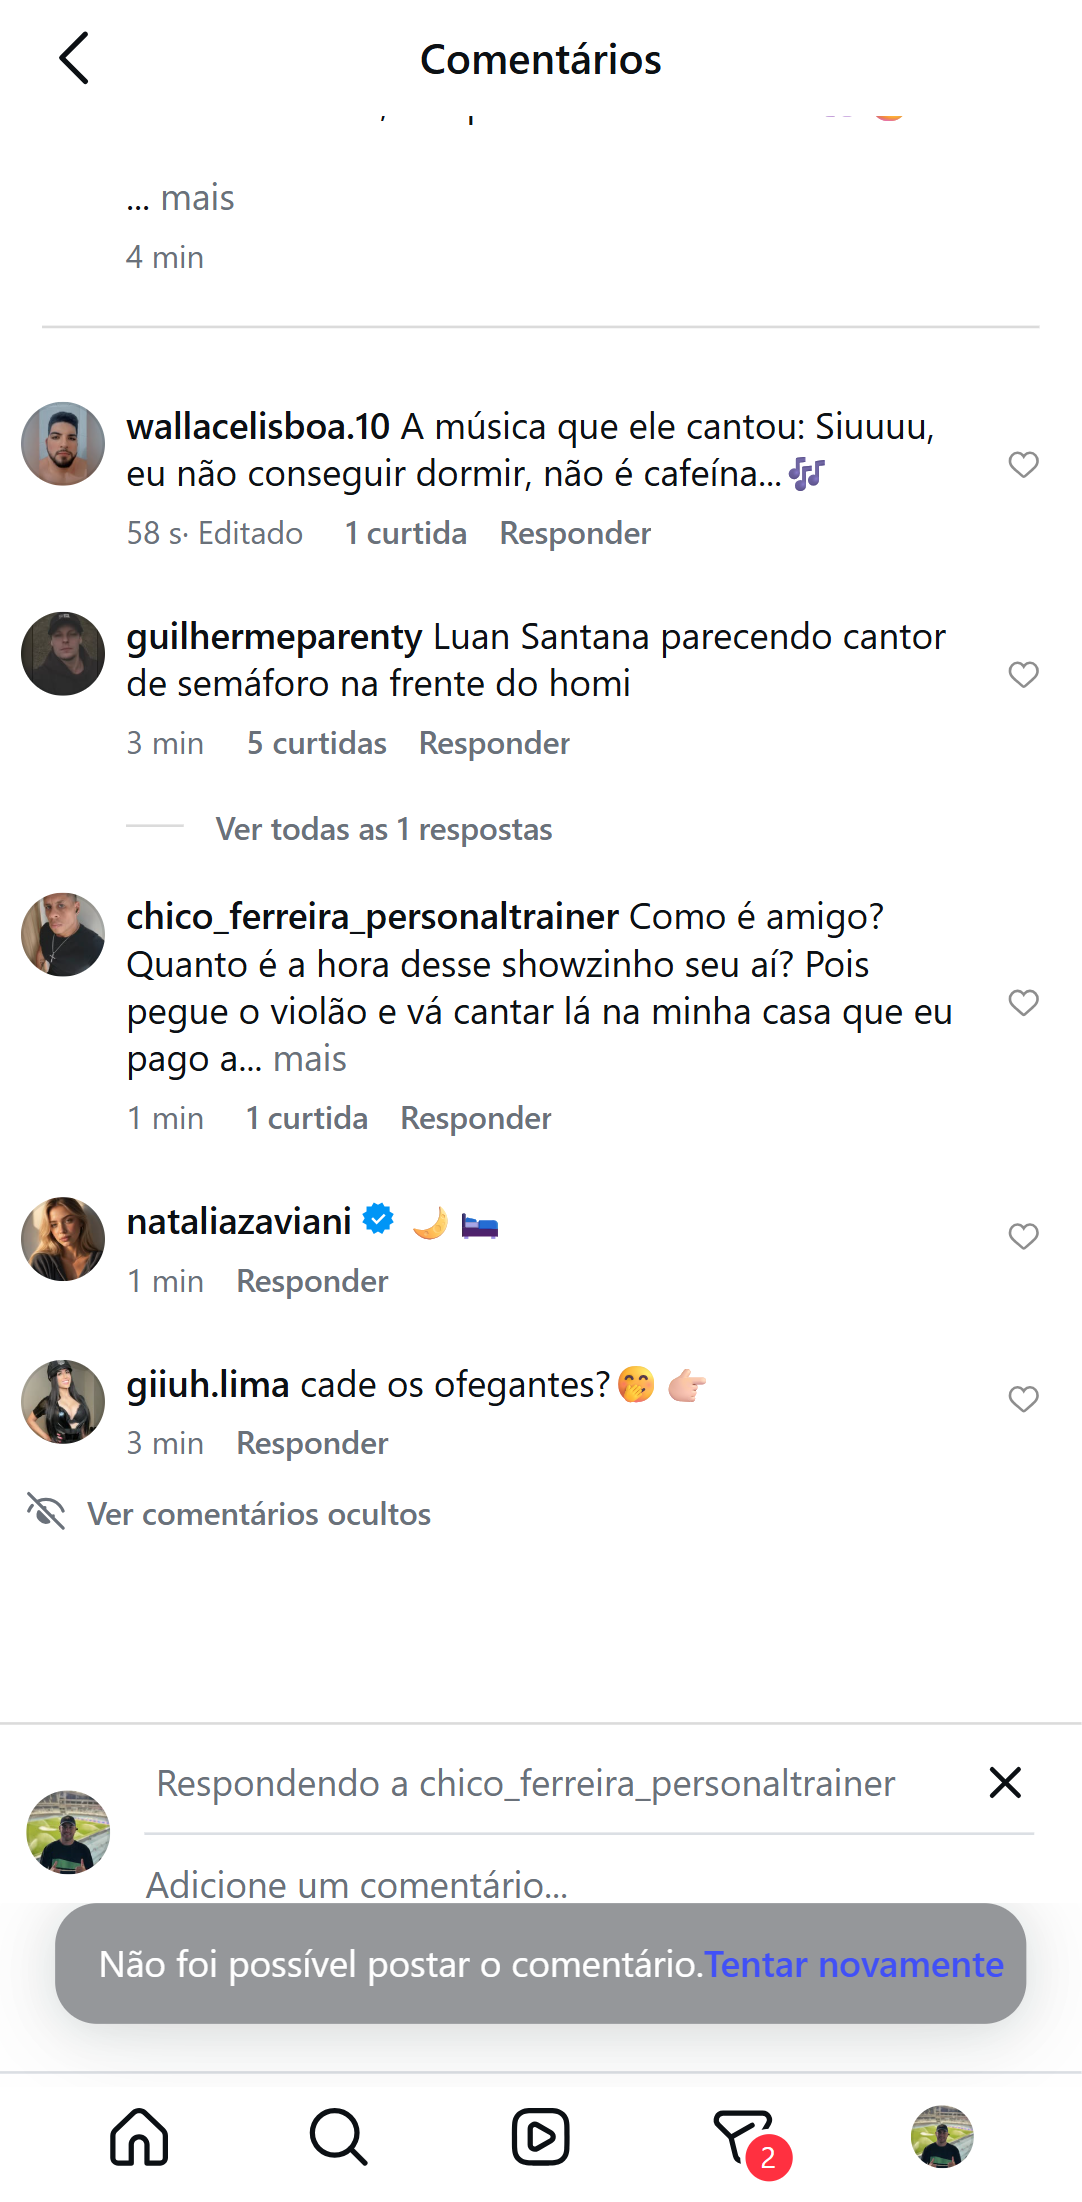 Comentários
... mais
4 min
wallacelisboa.10 A música que ele cantou: Siuuuu,
eu não conseguir dormir, não é cafeína...🎶
58 s· Editado 1 curtida Responder
guilhermeparenty Luan Santana parecendo cantor
de semáforo na frente do homi
3 min 5 curtidas Responder
Ver todas as 1 respostas
chico_ferreira_personaltrainer Como é amigo?
Quanto é a hora desse showzinho seu aí? Pois
pegue o violão e vá cantar lá na minha casa que eu
pago a... mais
1 min 1 curtida Responder
nataliazaviani 🌛 🛏️
1 min Responder
giiuh.lima cade os ofegantes?🤭 👉🏻
3 min Responder
Ver comentários ocultos
Respondendo a chico_ferreira_personaltrainer
Adicione um comentário...
Não foi possível postar o comentário.Tentar novamente
2